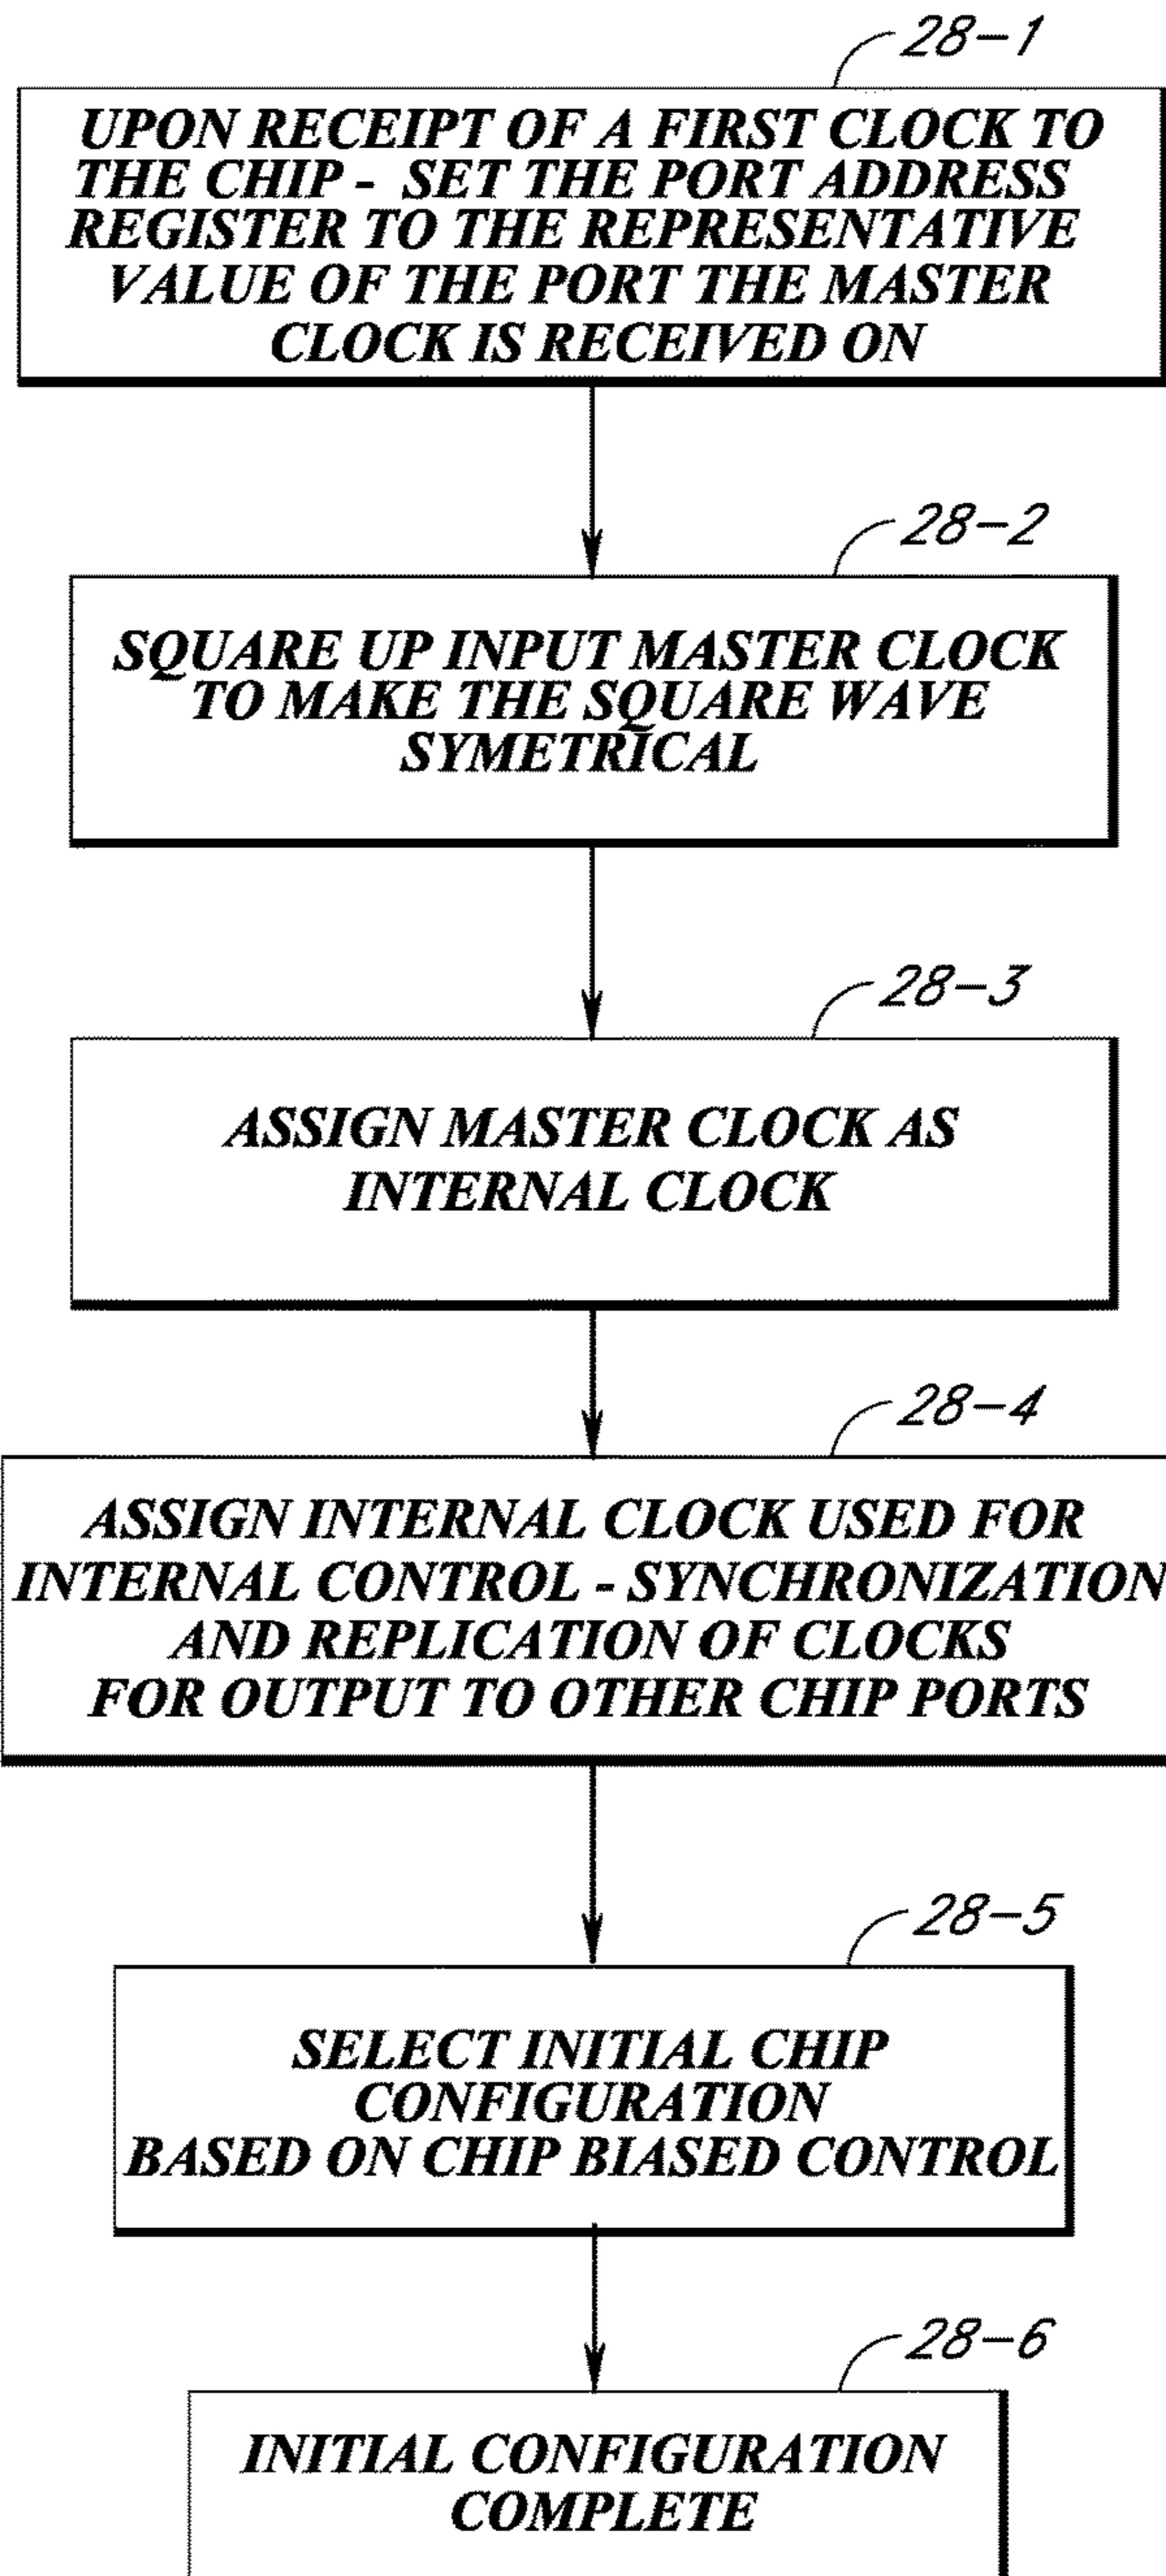 28-1
UPON RECEIPT OF A FIRST CLOCK TO
THE CHIP - SET THE PORT ADDRESS
REGISTER TO THE REPRESENTATIVE
VALUE OF THE PORT THE MASTER
CLOCK IS RECEIVED ON
28-2
SQUARE UP INPUT MASTER CLOCK
TO MAKE THE SQUARE WAVE
SYMETRICAL
28-3
ASSIGN MASTER CLOCK AS
INTERNAL CLOCK
28-4
ASSIGN INTERNAL CLOCK USED FOR
INTERNAL CONTROL - SYNCHRONIZATION
AND REPLICATION OF CLOCKS
FOR OUTPUT TO OTHER CHIP PORTS
28-5
SELECT INITIAL CHIP
CONFIGURATION
BASED ON CHIP BIASED CONTROL
28-6
INITIAL CONFIGURATION
COMPLETE